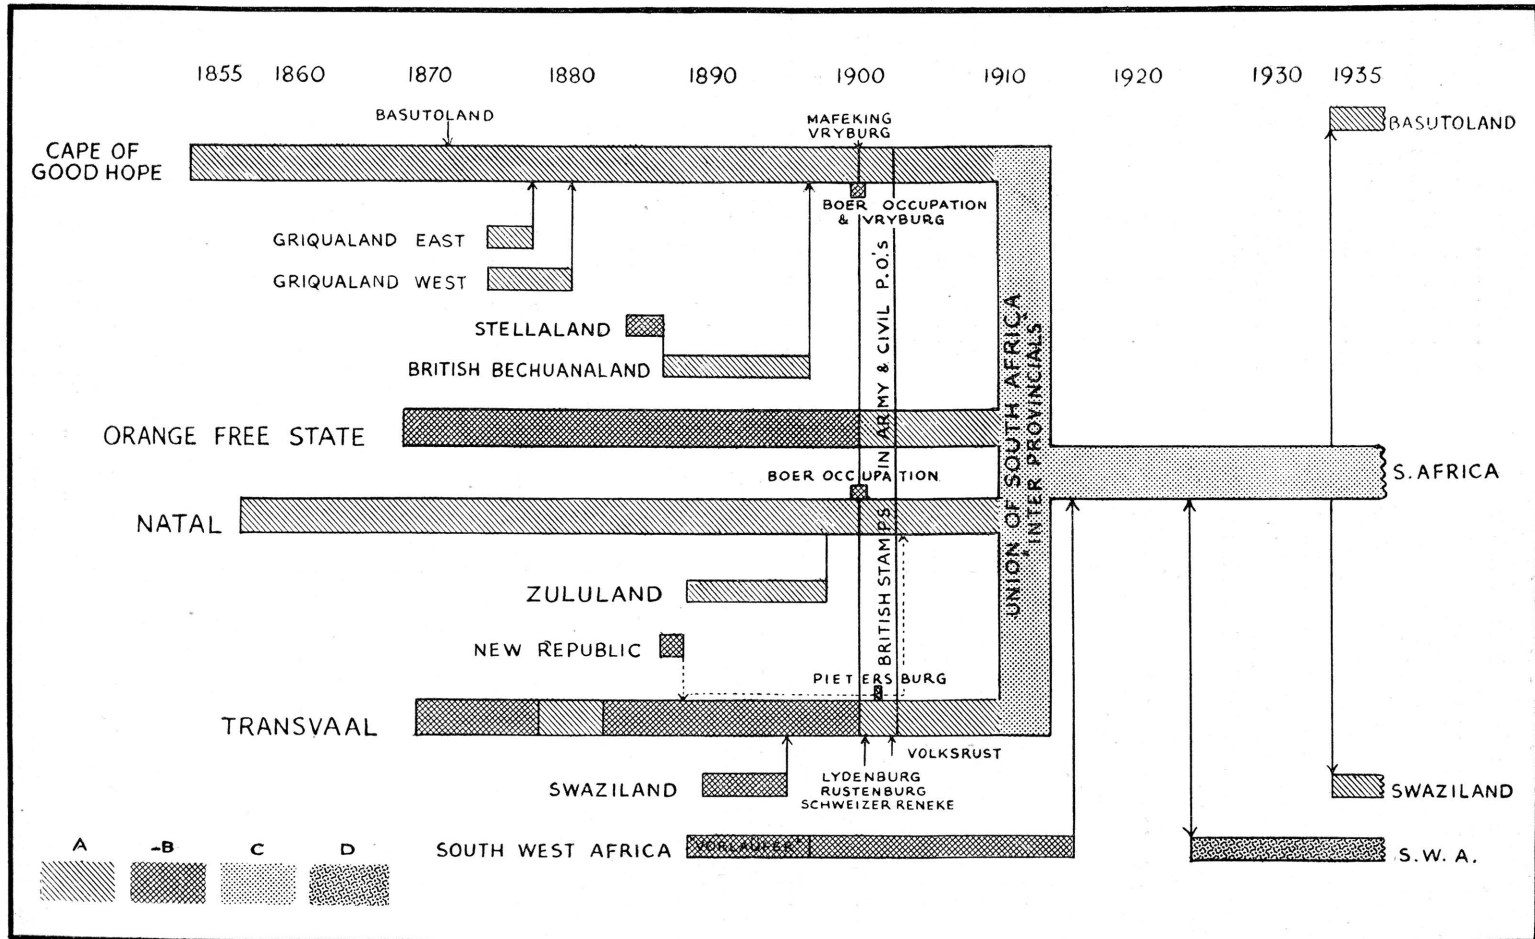 1855 1860 1870 1880 1890 1900 1910 1920 1930 1935
BASUTOLAND
MAFEKING
VRYBURG
BASUTOLAND
CAPE OF
GOOD HOPE
BOER OCCUPATION
& VRYBURG
GRIQUALAND EAST
GRIQUALAND WEST
STELLALAND
BRITISH BECHUANALAND
ORANGE FREE STATE
BOER OCCUPATION
S. AFRICA
NATAL
BRITISH STAMPS IN ARMY & CIVIL P.O.'s
UNION OF SOUTH AFRICA
"INTER PROVINCIALS"
ZULULAND
NEW REPUBLIC
PIETERSBURG
TRANSVAAL
VOLKSRUST
SWAZILAND
LYDENBURG
RUSTENBURG
SCHWEIZER RENEKE
SWAZILAND
SOUTH WEST AFRICA
"VORLAUFER"
S.W.A.
A -B C D